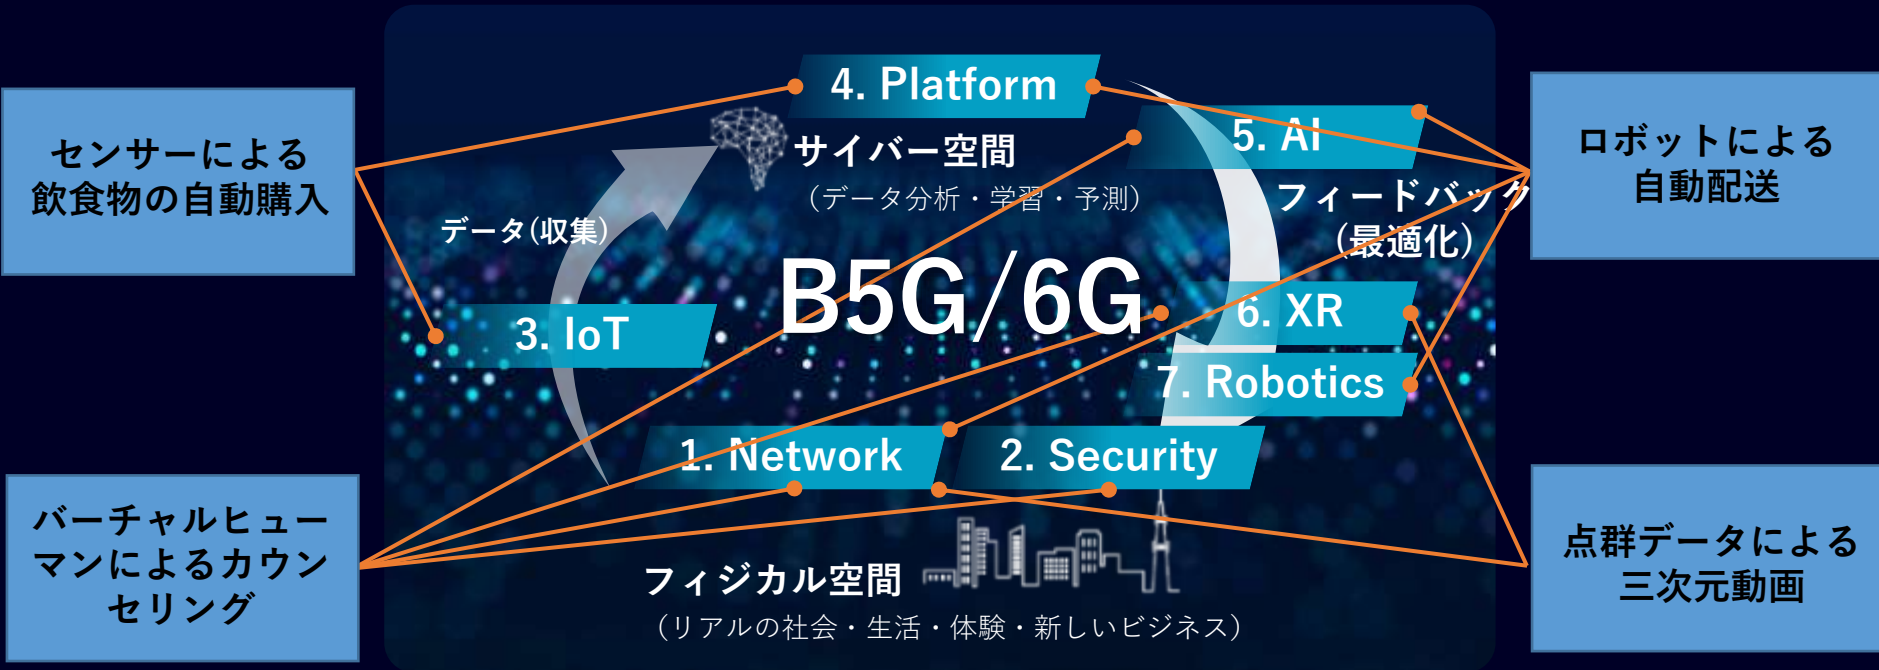 4. Platform
センサーによる
飲食物の自動購入
5. AI
ロボットによる
自動配送
サイバー空間
（データ分析・学習・予測）
フィードバック
(最適化)
データ(収集)
B5G/6G
3. IoT
6. XR
7. Robotics
1. Network
2. Security
バーチャルヒュー
マンによるカウン
セリング
点群データによる
三次元動画
フィジカル空間
（リアルの社会・生活・体験・新しいビジネス）